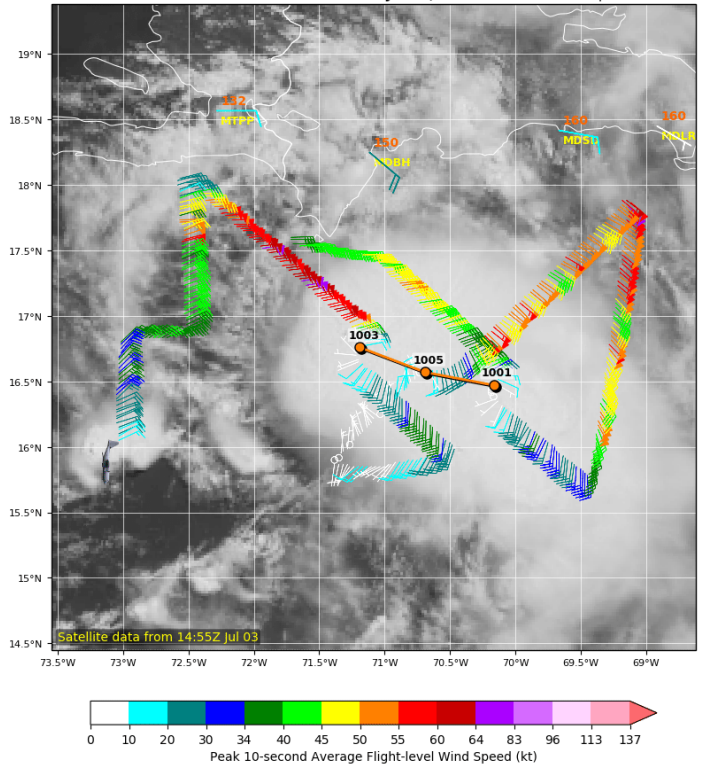 19°N
18.5°N
18°N
17.5°N
17°N
16.5°N
16°N
15.5°N
15°N
14.5°N
132
MTPP
150
MDBH
MDSD
160
MDLR
1003
1005
1001
Satellite data from 14:55Z Jul 03
73.5°W 73°W 72.5°W 72°W 71.5°W 71°W 70.5°W 70°W 69.5°W 69°W
0 10 20 30 34 40 45 50 55 60 64 83 96 113 137
Peak 10-second Average Flight-level Wind Speed (kt)